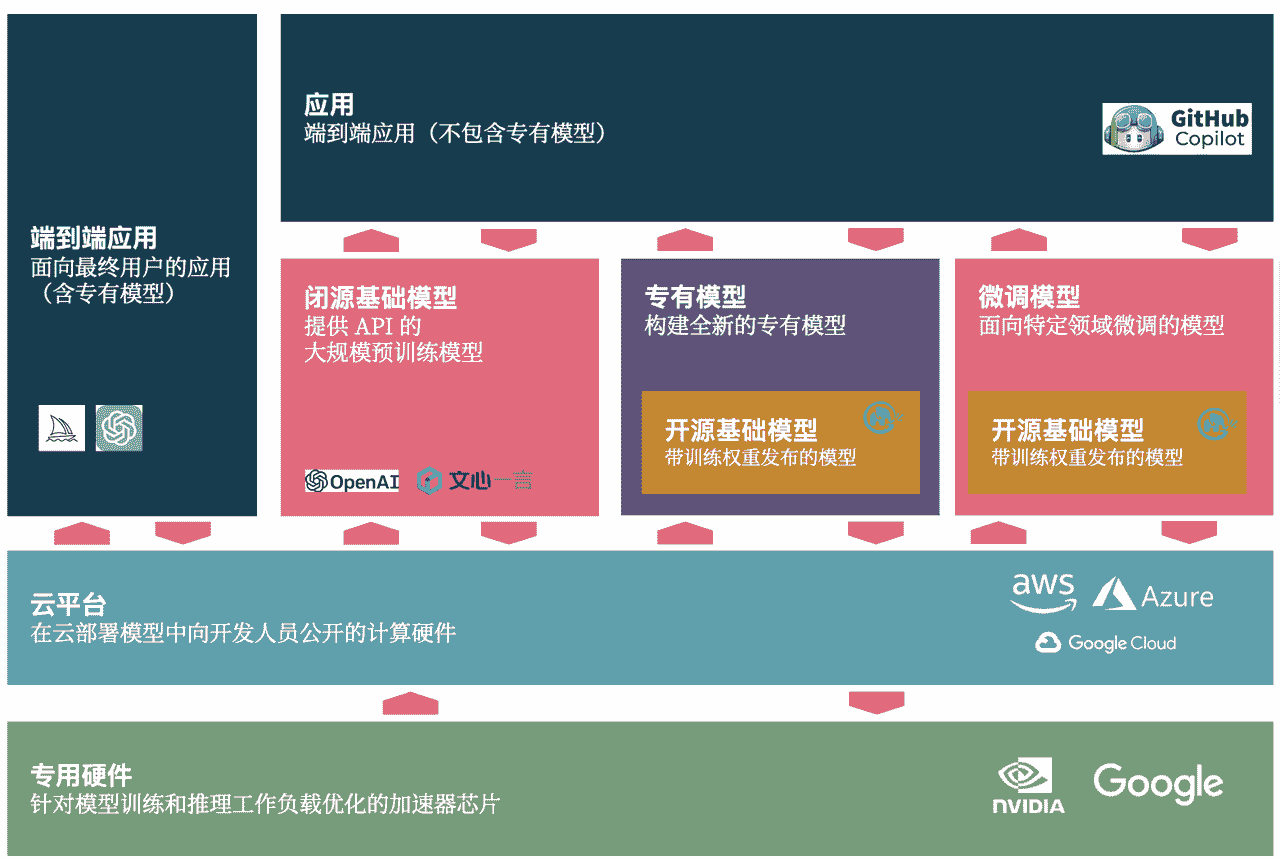 应用
端到端应用（不包含专有模型）
GitHub
Copilot
端到端应用
面向最终用户的应用
（含专有模型）
闭源基础模型
提供 API 的
大规模预训练模型
OpenAI
文心一言
专有模型
构建全新的专有模型
开源基础模型
带训练权重发布的模型
微调模型
面向特定领域微调的模型
开源基础模型
带训练权重发布的模型
云平台
在云部署模型中向开发人员公开的计算硬件
aws
Azure
Google Cloud
专用硬件
针对模型训练和推理工作负载优化的加速器芯片
NVIDIA
Google